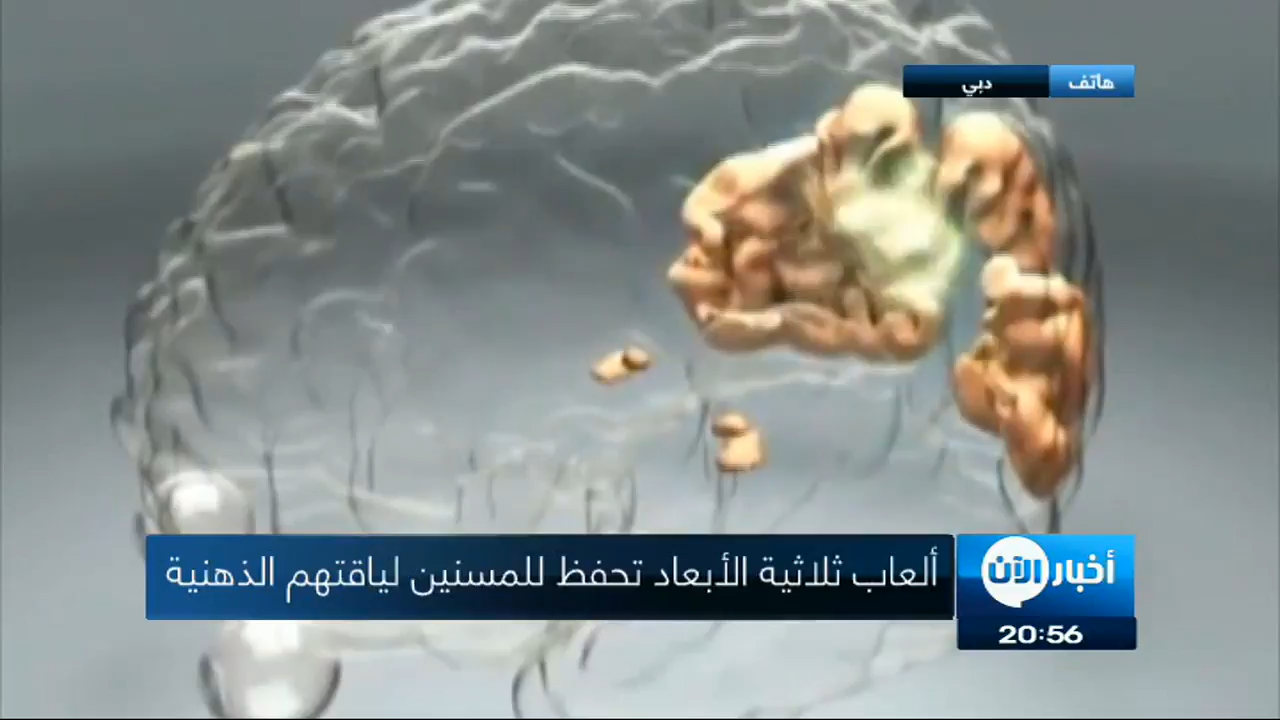 هاتف دبي
ألعاب ثلاثية الأبعاد تحفظ للمسنين لياقتهم الذهنية
أخبار الآن
20:56